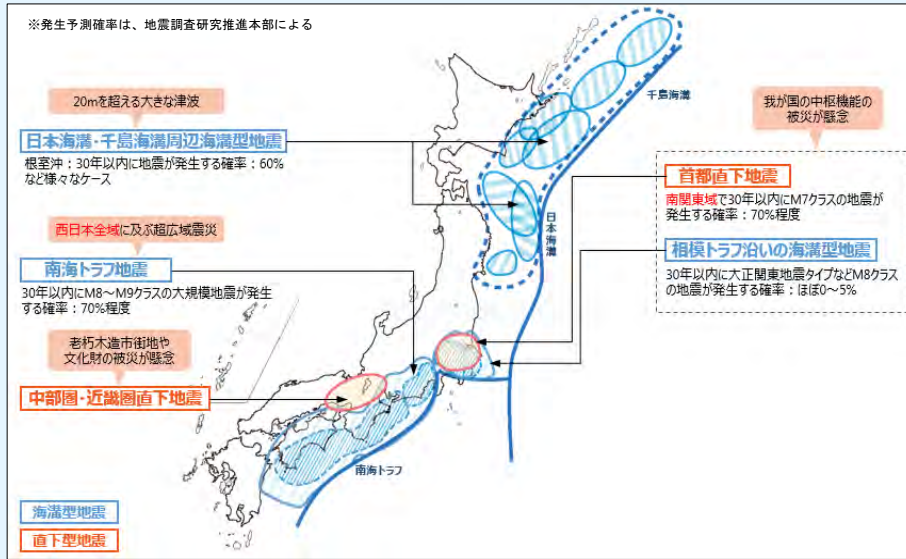 ※発生予測確率は、地震調査研究推進本部による
20mを超える大きな津波
日本海溝･千島海溝周辺海溝型地震
根室沖：30年以内に地震が発生する確率：60%
など様々なケース
西日本全域に及ぶ超広域震災
南海トラフ地震
30年以内にM8～M9クラスの大規模地震が発生
する確率：70%程度
老朽木造市街地や
文化財の被災が懸念
中部圏･近畿圏直下地震
海溝型地震
直下型地震
千島海溝
日本海溝
南海トラフ
我が国の中枢機能の
被災が懸念
首都直下地震
南関東域で30年以内にM7クラスの地震が
発生する確率：70%程度
相模トラフ沿いの海溝型地震
30年以内に大正関東地震タイプなどM8クラス
の地震が発生する確率：ほぼ0～5%